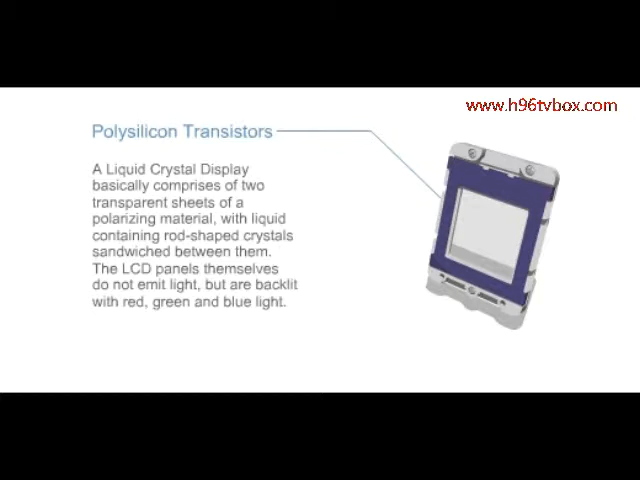 www.h96tvbox.com
Polysilicon Transistors
A Liquid Crystal Display
basically comprises of two
transparent sheets of a
polarizing material, with liquid
containing rod-shaped crystals
sandwiched between them.
The LCD panels themselves
do not emit light, but are backlit
with red, green and blue light.